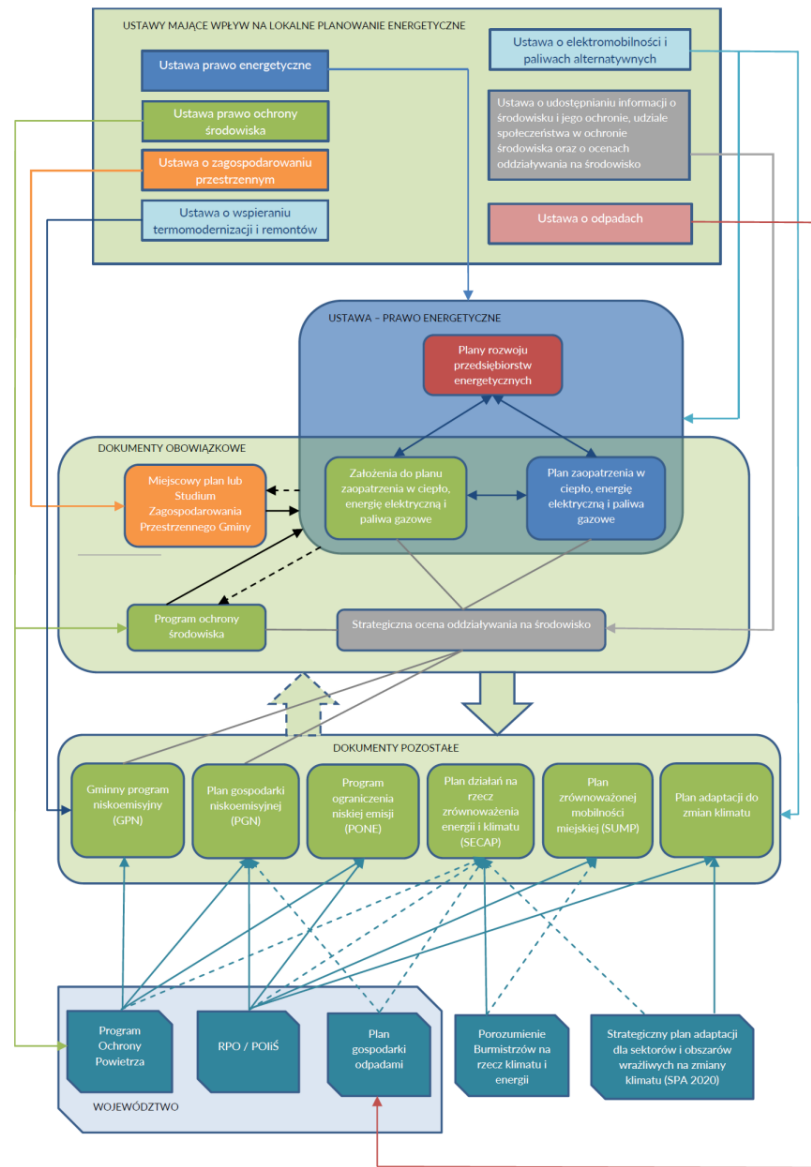 USTAWY MAJĄCE WPŁYW NA LOKALNE PLANOWANIE ENERGETYCZNE
Ustawa prawo energetyczne
Ustawa prawo ochrony
środowiska
Ustawa o zagospodarowaniu
przestrzennym
Ustawa o wspieraniu
termomodernizacji i remontów
Ustawa o elektromobilności i
paliwach alternatywnych
Ustawa o udostępnianiu informacji o
środowisku i jego ochronie, udziale
społeczeństwa w ochronie
środowiska oraz o ocenach
oddziaływania na środowisko
Ustawa o odpadach
USTAWA – PRAWO ENERGETYCZNE
Plany rozwoju
przedsiębiorstw
energetycznych
DOKUMENTY OBOWIĄZKOWE
Miejscowy plan lub
Studium
Zagospodarowania
Przestrzennego Gminy
Założenia do planu
zaopatrzenia w ciepło,
energię elektryczną i
paliwa gazowe
Plan zaopatrzenia w
ciepło, energię
elektryczną i paliwa
gazowe
Program ochrony
środowiska
Strategiczna ocena oddziaływania na środowisko
DOKUMENTY POZOSTAŁE
Gminny program
niskoemisyjny
(GPN)
Plan gospodarki
niskoemisyjnej
(PGN)
Program
ograniczenia
niskiej emisji
(PONE)
Plan działań na
rzecz
zrównoważenia
energii i klimatu
(SECAP)
Plan
zrównoważonej
mobilności
miejskiej (SUMP)
Plan adaptacji do
zmian klimatu
Program
Ochrony
Powietrza
RPO / POIiŚ
Plan
gospodarki
odpadami
Porozumienie
Burmistrzów na
rzecz klimatu i
energii
Strategiczny plan adaptacji
dla sektorów i obszarów
wrażliwych na zmiany
klimatu (SPA 2020)
WOJEWÓDZTWO